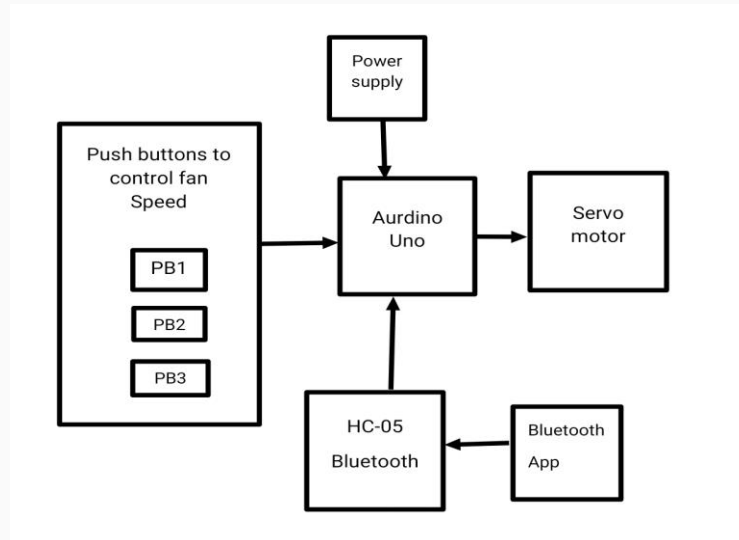 Power
supply
Push buttons to
control fan
Speed
PB1
PB2
PB3
Aurdino
Uno
Servo
motor
HC-05
Bluetooth
Bluetooth
App